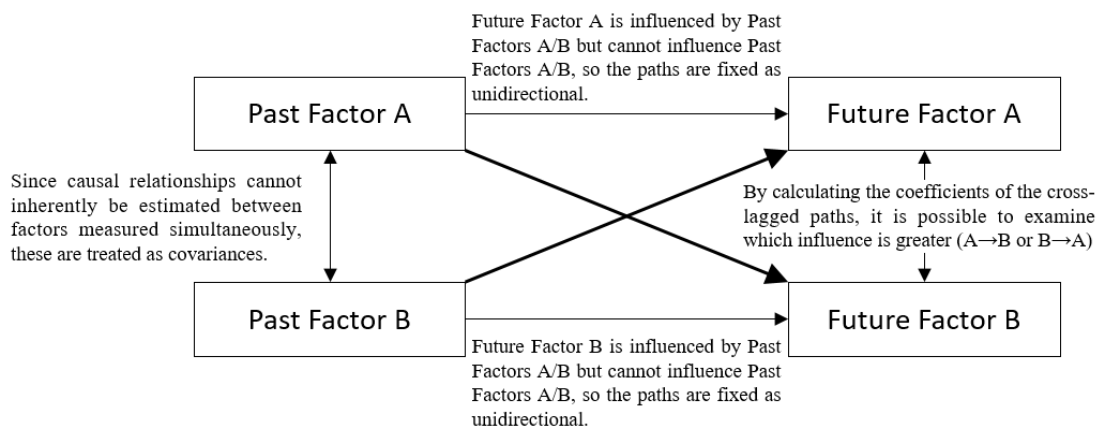 Future Factor A is influenced by Past
Factors A/B but cannot influence Past
Factors A/B, so the paths are fixed as
unidirectional.
Past Factor A
Future Factor A
Since causal relationships cannot
inherently be estimated between
factors measured simultaneously,
these are treated as covariances.
By calculating the coefficients of the cross-
lagged paths, it is possible to examine
which influence is greater (A→B or B→A)
Past Factor B
Future Factor B
Future Factor B is influenced by Past
Factors A/B but cannot influence Past
Factors A/B, so the paths are fixed as
unidirectional.